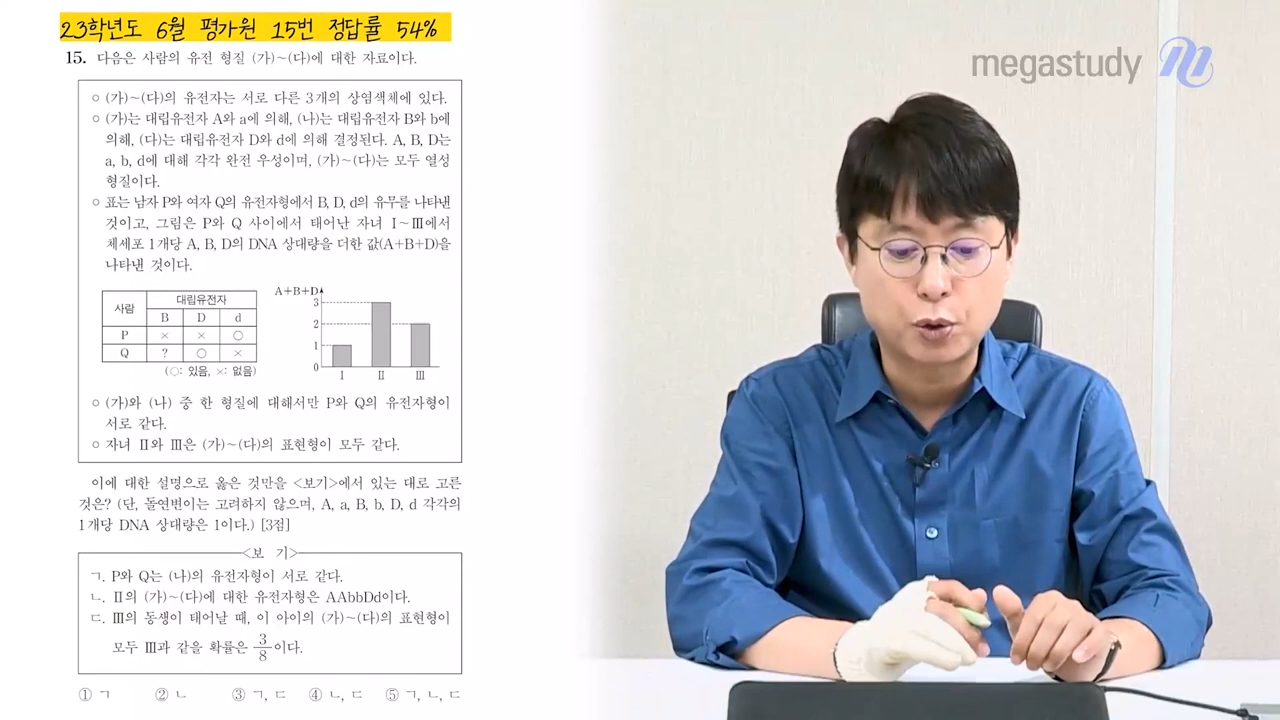 23학년도 6월 평가원 15번 정답률 54%
megastudy
15. 다음은 사람의 유전 형질 (가)~(다)에 대한 자료이다.
○ (가)~(다)의 유전자는 서로 다른 3개의 상염색체에 있다.
○ (가)는 대립유전자 A와 a에 의해, (나)는 대립유전자 B와 b에
의해, (다)는 대립유전자 D와 d에 의해 결정된다. A, B, D는
a, b, d에 대해 각각 완전 우성이며, (가)~(다)는 모두 열성
형질이다.
○ 표는 남자 P와 여자 Q의 유전자형에서 B, D, d의 유무를 나타낸
것이고, 그림은 P와 Q 사이에서 태어난 자녀 Ⅰ~Ⅲ에서
체세포 1개당 A, B, D의 DNA 상대량을 더한 값(A+B+D)을
나타낸 것이다.
사람 대립유전자
B D d
P × × ○
Q ? ○ ×
(○: 있음, ×: 없음)
A+B+D
3
2
1
0
Ⅰ Ⅱ Ⅲ
○ (가)와 (나) 중 한 형질에 대해서만 P와 Q의 유전자형이
서로 같다.
○ 자녀 Ⅱ와 Ⅲ은 (가)~(다)의 표현형이 모두 같다.
이에 대한 설명으로 옳은 것만을 <보기>에서 있는 대로 고른
것은? (단, 돌연변이는 고려하지 않으며, A, a, B, b, D, d 각각의
1개당 DNA 상대량은 1이다.) [3점]
<보 기>
ㄱ. P와 Q는 (나)의 유전자형이 서로 같다.
ㄴ. Ⅱ의 (가)~(다)에 대한 유전자형은 AAbbDd이다.
ㄷ. Ⅲ의 동생이 태어날 때, 이 아이의 (가)~(다)의 표현형이
모두 Ⅲ과 같을 확률은 3/8이다.
① ㄱ ② ㄴ ③ ㄱ, ㄷ ④ ㄴ, ㄷ ⑤ ㄱ, ㄴ, ㄷ